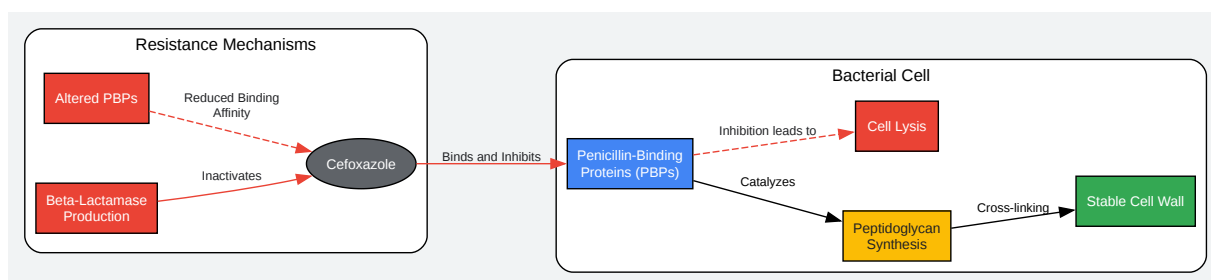 Resistance Mechanisms
Altered PBPs
Reduced Binding
Affinity
Cefoxazole
Inactivates
Beta-Lactamase
Production
Binds and Inhibits
Bacterial Cell
Penicillin-Binding
Proteins (PBPs)
Inhibition leads to
Cell Lysis
Catalyzes
Peptidoglycan
Synthesis
Cross-linking
Stable Cell Wall